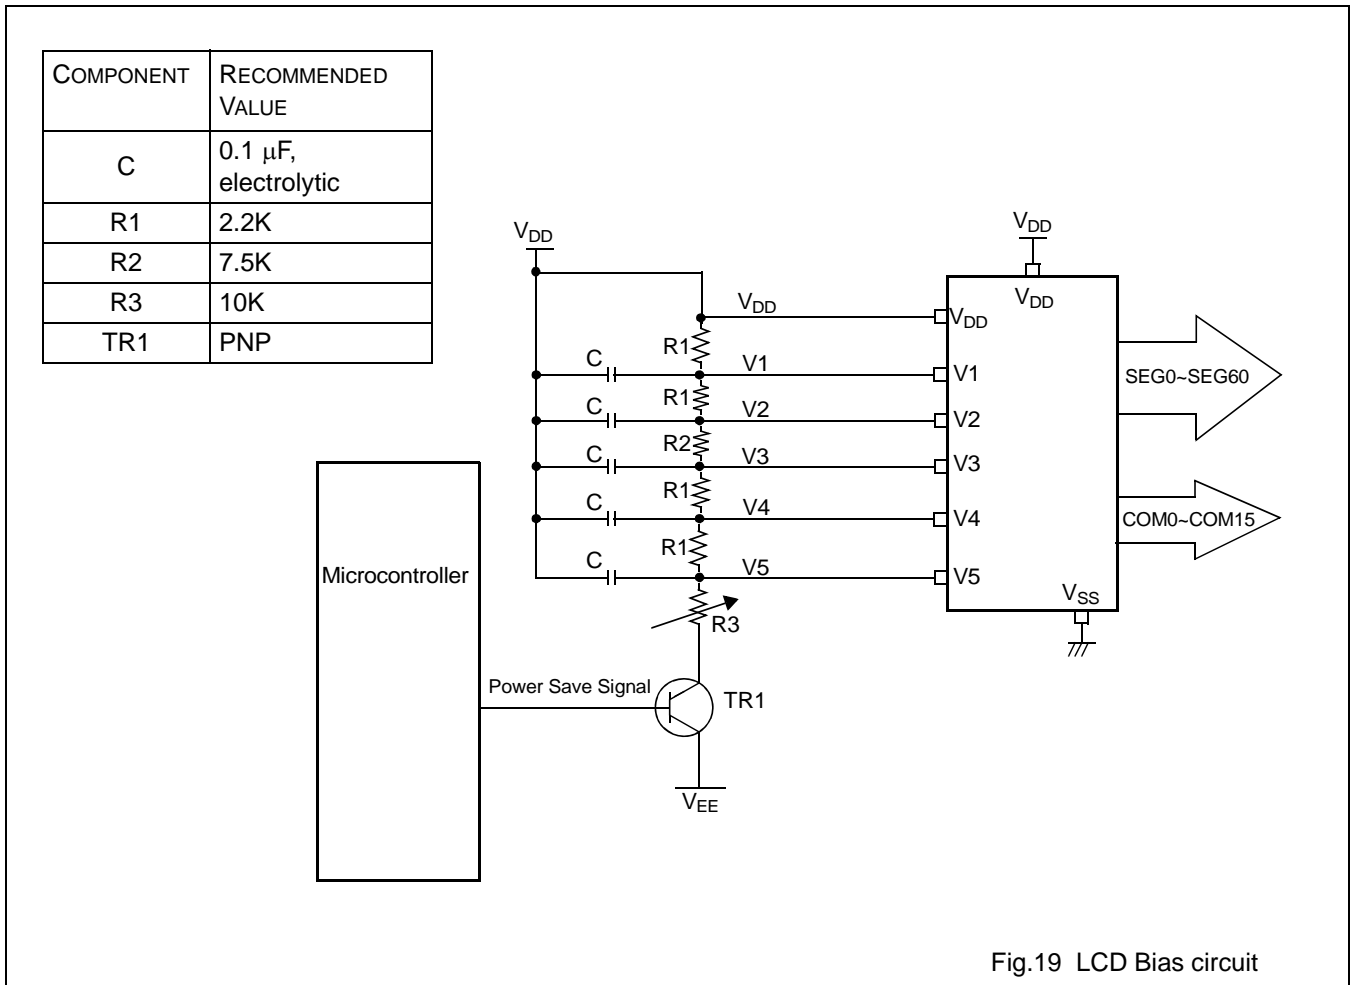 COMPONENT RECOMMENDED
VALUE
C 0.1 μF,
electrolytic
R1 2.2K
R2 7.5K
R3 10K
TR1 PNP
VDD
VDD
VDD
VDD
VDD
R1
C
V1
V1
SEG0~SEG60
R1
C
V2
V2
R2
C
V3
V3
R1
C
V4
V4
COM0~COM15
R1
C
V5
V5
Microcontroller
VSS
R3
Power Save Signal
TR1
VEE
Fig.19 LCD Bias circuit